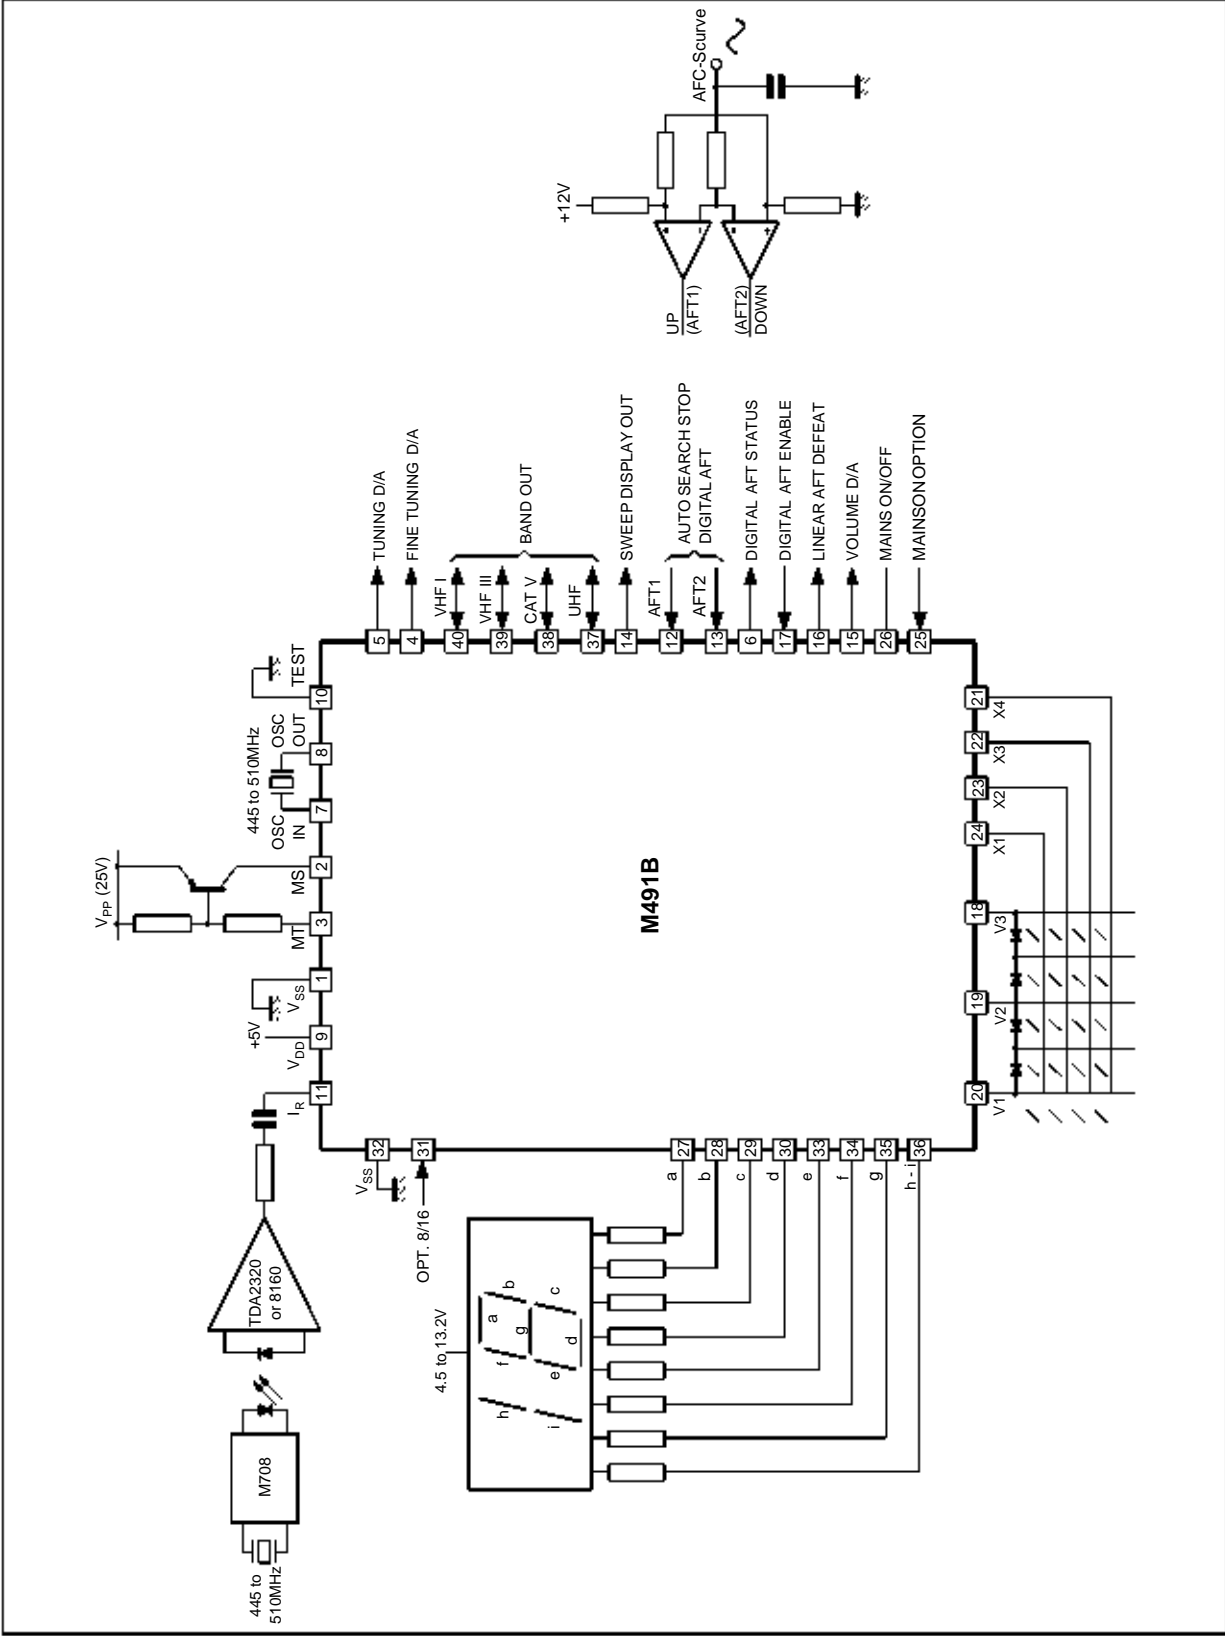 445 to
510MHz
M708
TDA2320
or 8160
IR
11
+5V
VDD
9
VSS
1
VPP (25V)
MT
3
MS
2
445 to 510MHz
OSC
IN
7
OSC
OUT
8
TEST
10
VSS
32
OPT. 8/16
31
4.5 to 13.2V
a
b
c
d
e
f
g
h
i
a
27
b
28
c
29
d
30
e
33
f
34
g
35
h - i
36
M491B
5
TUNING D/A
4
FINE TUNING D/A
40
VHF I
39
VHF III
38
CAT V
37
UHF
BAND OUT
14
SWEEP DISPLAY OUT
12
AFT1
13
AFT2
AUTO SEARCH STOP
DIGITAL AFT
6
DIGITAL AFT STATUS
17
DIGITAL AFT ENABLE
16
LINEAR AFT DEFEAT
15
VOLUME D/A
26
MAINS ON/OFF
25
MAINSONOPTION
20
V1
19
V2
18
V3
24
X1
23
X2
22
X3
21
X4
UP
(AFT1)
(AFT2)
DOWN
+12V
AFC-Scurve